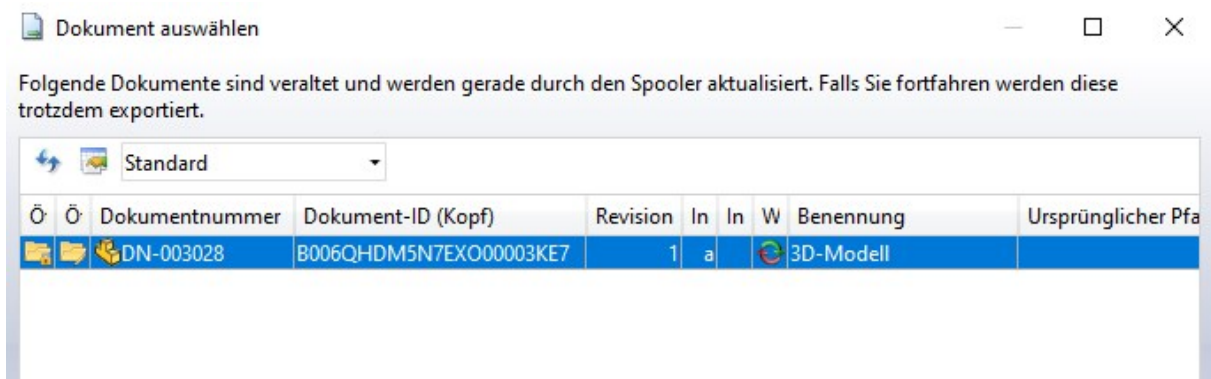 Dokument auswählen
Folgende Dokumente sind veraltet und werden gerade durch den Spooler aktualisiert. Falls Sie fortfahren werden diese
trotzdem exportiert.
Standard
Ö Ö Dokumentnummer Dokument-ID (Kopf) Revision In In W Benennung Ursprünglicher Pfa
DN-003028 B006QHDM5N7EXO00003KE7 1 a 3D-Modell